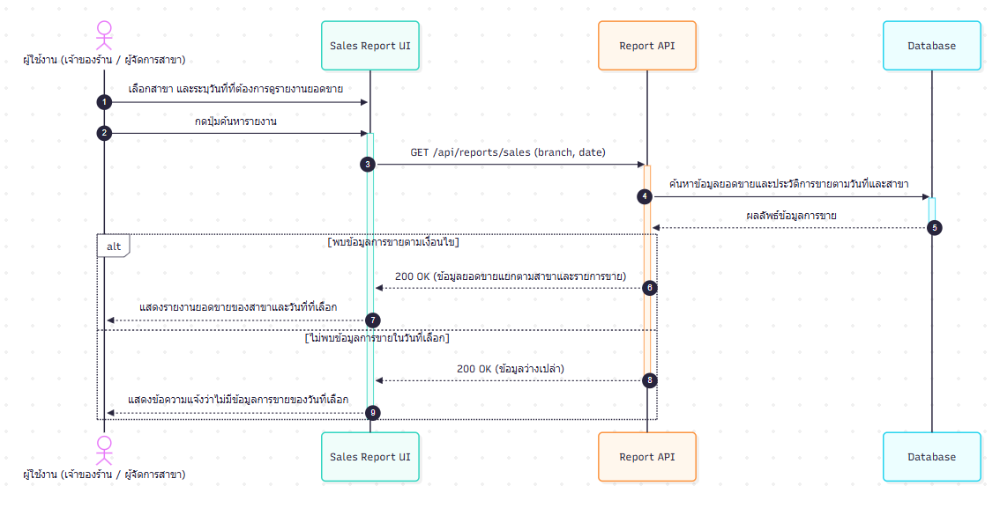 Sales Report UI
Report API
Database
ผู้ใช้งาน (เจ้าของร้าน / ผู้จัดการสาขา)
เลือกสาขา และระบุวันที่ที่ต้องการดูรายงานยอดขาย
1
กดปุ่มค้นหารายงาน
2
GET /api/reports/sales (branch, date)
3
ค้นหาข้อมูลยอดขายและประวัติการขายตามวันที่และสาขา
4
ผลลัพธ์ข้อมูลการขาย
5
alt
[พบข้อมูลการขายตามเงื่อนไข]
200 OK (ข้อมูลยอดขายแยกตามสาขาและรายการขาย)
6
แสดงรายงานยอดขายของสาขาและวันที่ที่เลือก
7
[ไม่พบข้อมูลการขายในวันที่เลือก]
200 OK (ข้อมูลว่างเปล่า)
8
แสดงข้อความแจ้งว่าไม่มีข้อมูลการขายของวันที่เลือก
9
Sales Report UI
Report API
Database
ผู้ใช้งาน (เจ้าของร้าน / ผู้จัดการสาขา)